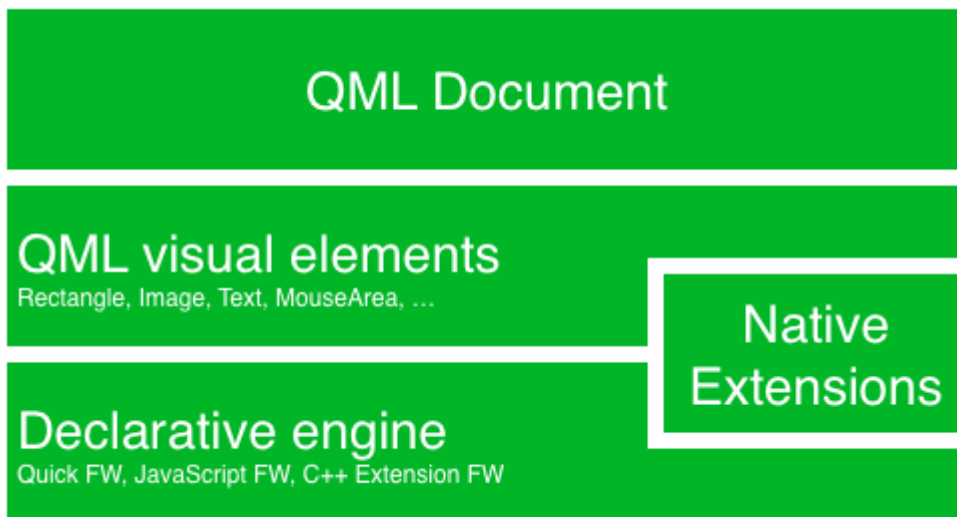 QML Document
QML visual elements
Rectangle, Image, Text, MouseArea, ...
Native
Extensions
Declarative engine
Quick FW, JavaScript FW, C++ Extension FW